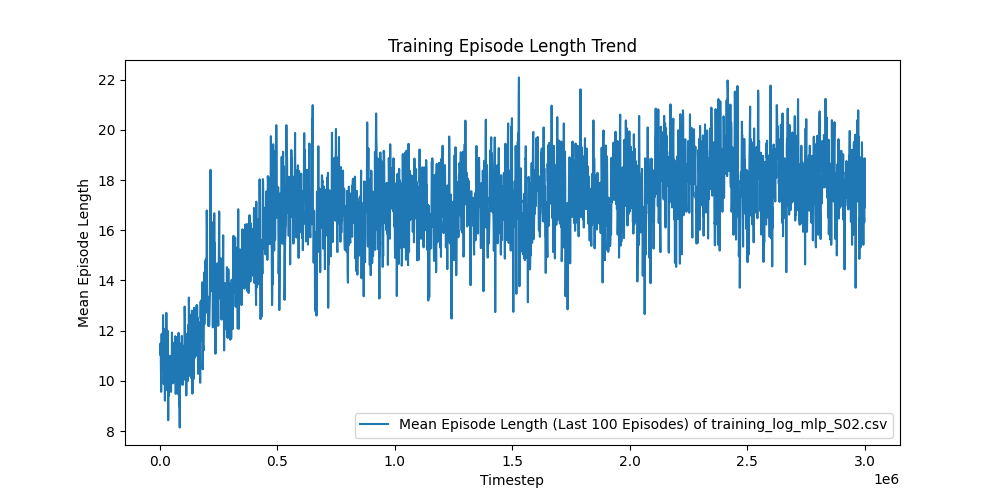 Training Episode Length Trend
Mean Episode Length
22
20
18
16
14
12
10
8
Mean Episode Length (Last 100 Episodes) of training_log_mlp_S02.csv
0.0 0.5 1.0 1.5 2.0 2.5 3.0
1e6
Timestep